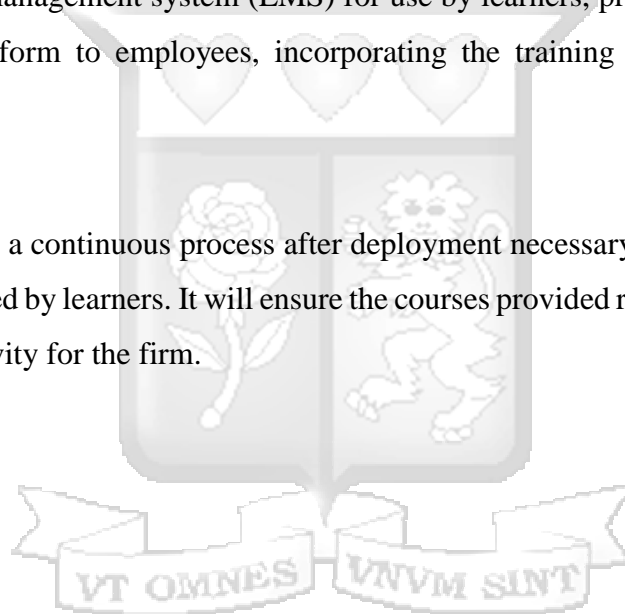 management system (LMS) for use by learners, pr
form to employees, incorporating the training
a continuous process after deployment necessary
ed by learners. It will ensure the courses provided r
vity for the firm.
VT OMNES VNVM SINT